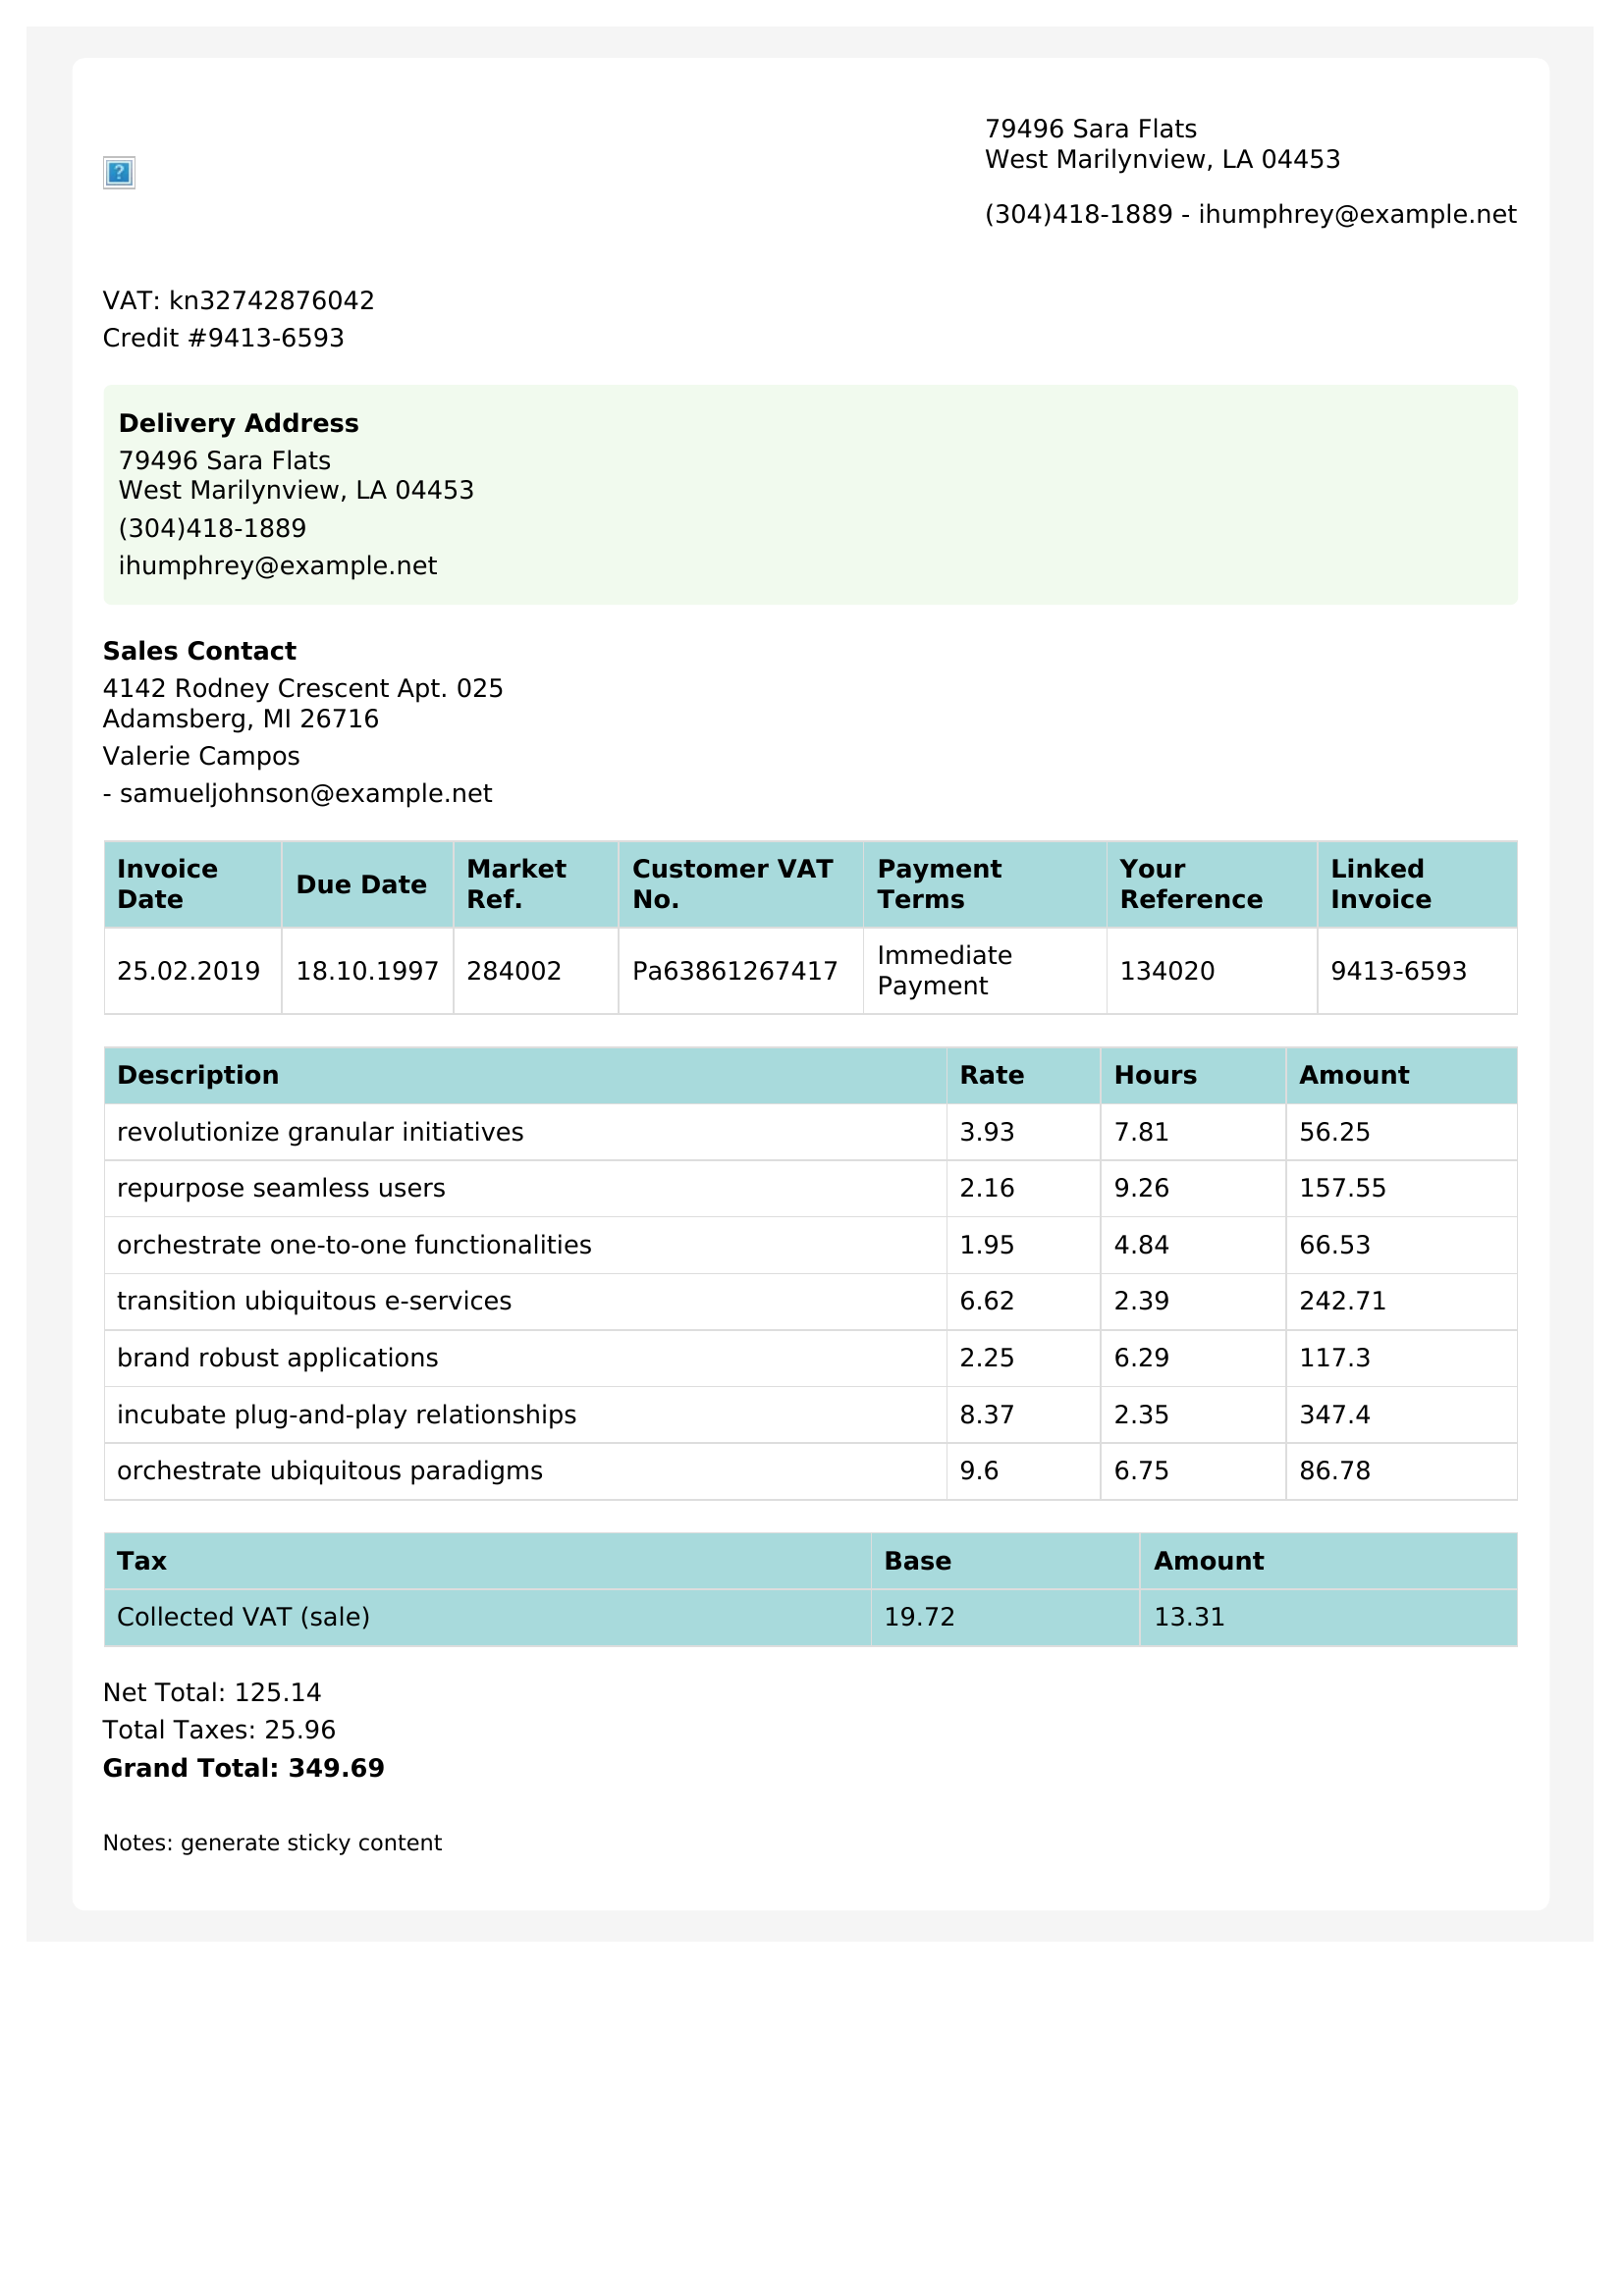 79496 Sara Flats
West Marilynview, LA 04453
(304)418-1889 - ihumphrey@example.net
VAT: kn32742876042
Credit #9413-6593
Delivery Address
79496 Sara Flats
West Marilynview, LA 04453
(304)418-1889
ihumphrey@example.net
Sales Contact
4142 Rodney Crescent Apt. 025
Adamsberg, MI 26716
Valerie Campos
- samueljohnson@example.net
Invoice Date Due Date Market Ref. Customer VAT No. Payment Terms Your Reference Linked Invoice
25.02.2019 18.10.1997 284002 Pa63861267417 Immediate Payment 134020 9413-6593
Description Rate Hours Amount
revolutionize granular initiatives 3.93 7.81 56.25
repurpose seamless users 2.16 9.26 157.55
orchestrate one-to-one functionalities 1.95 4.84 66.53
transition ubiquitous e-services 6.62 2.39 242.71
brand robust applications 2.25 6.29 117.3
incubate plug-and-play relationships 8.37 2.35 347.4
orchestrate ubiquitous paradigms 9.6 6.75 86.78
Tax Base Amount
Collected VAT (sale) 19.72 13.31
Net Total: 125.14
Total Taxes: 25.96
Grand Total: 349.69
Notes: generate sticky content